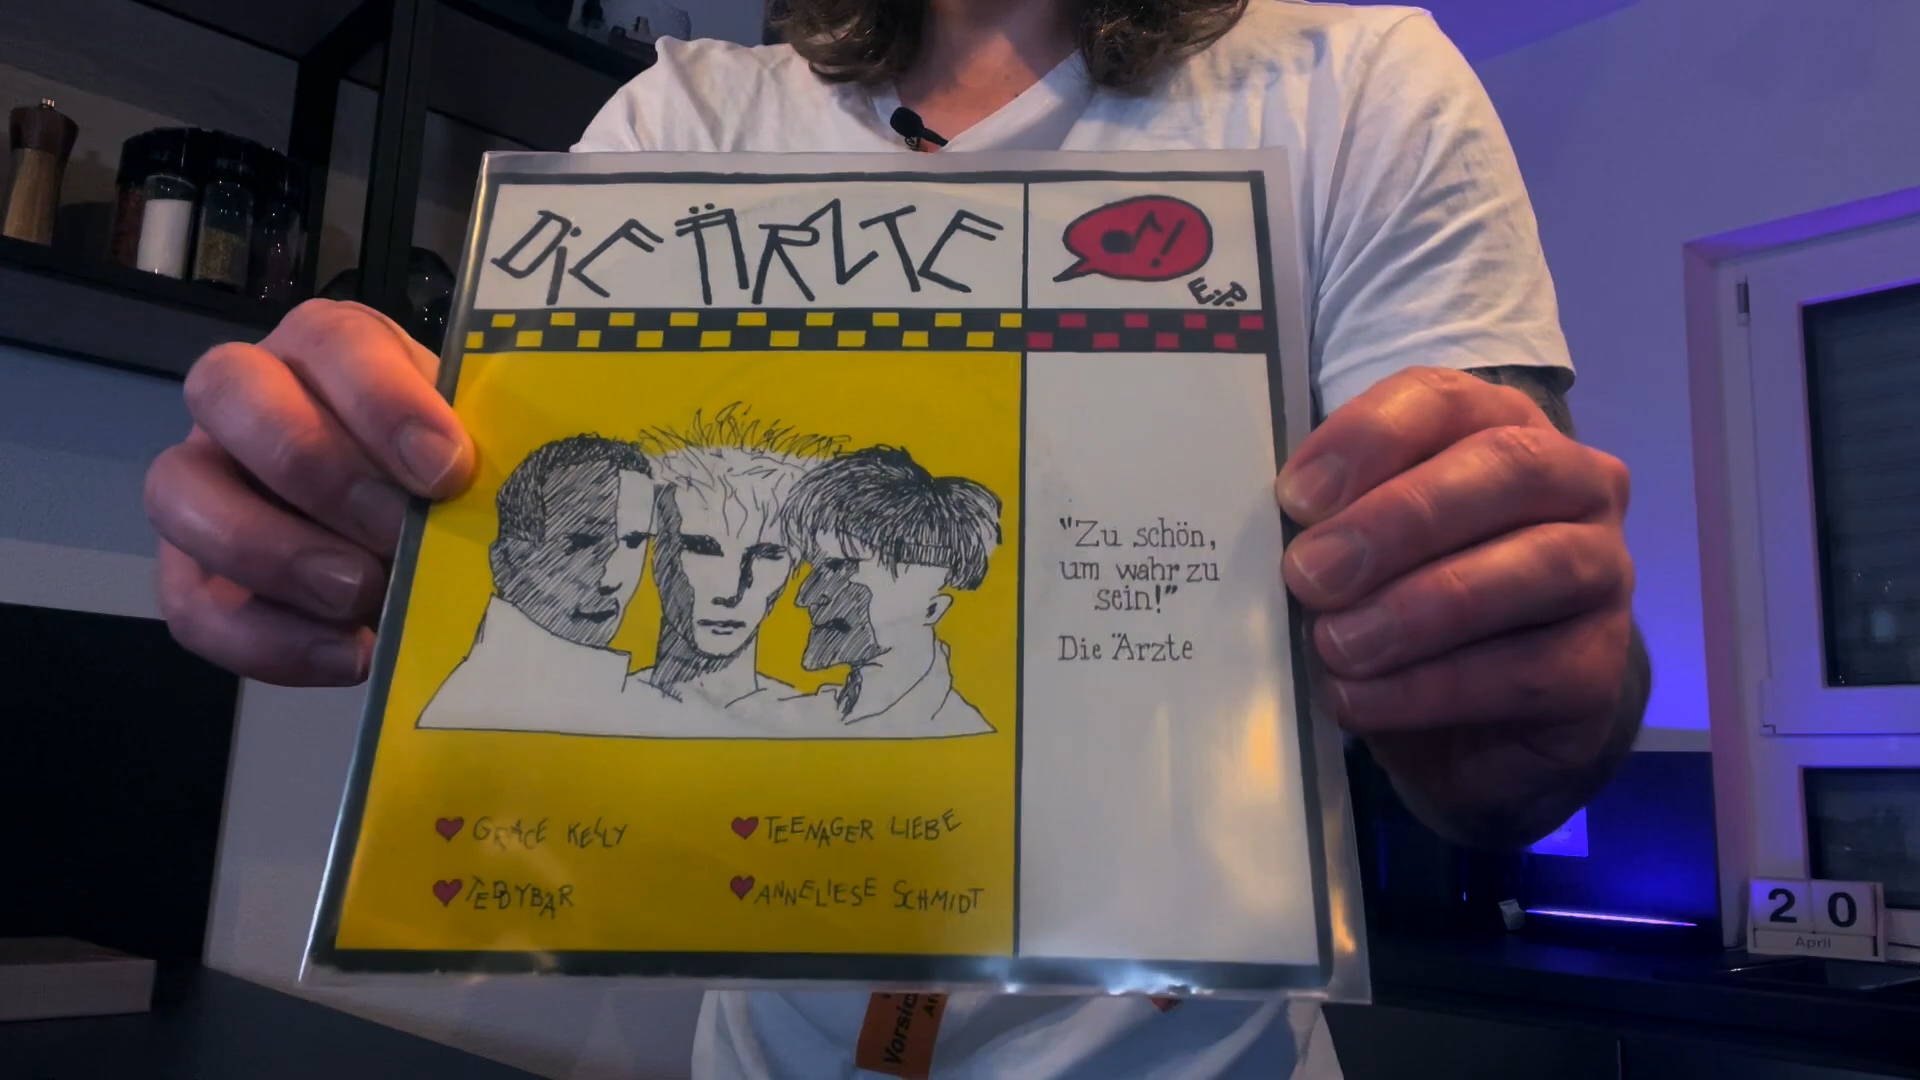 DiE ÄRZTE
E.P.
"Zu schön,
um wahr zu
sein!"
Die Ärzte
GRACE KELLY
TEENAGER LIEBE
TEDDYBÄR
ANNELIESE SCHMIDT
20
April
Vorsic